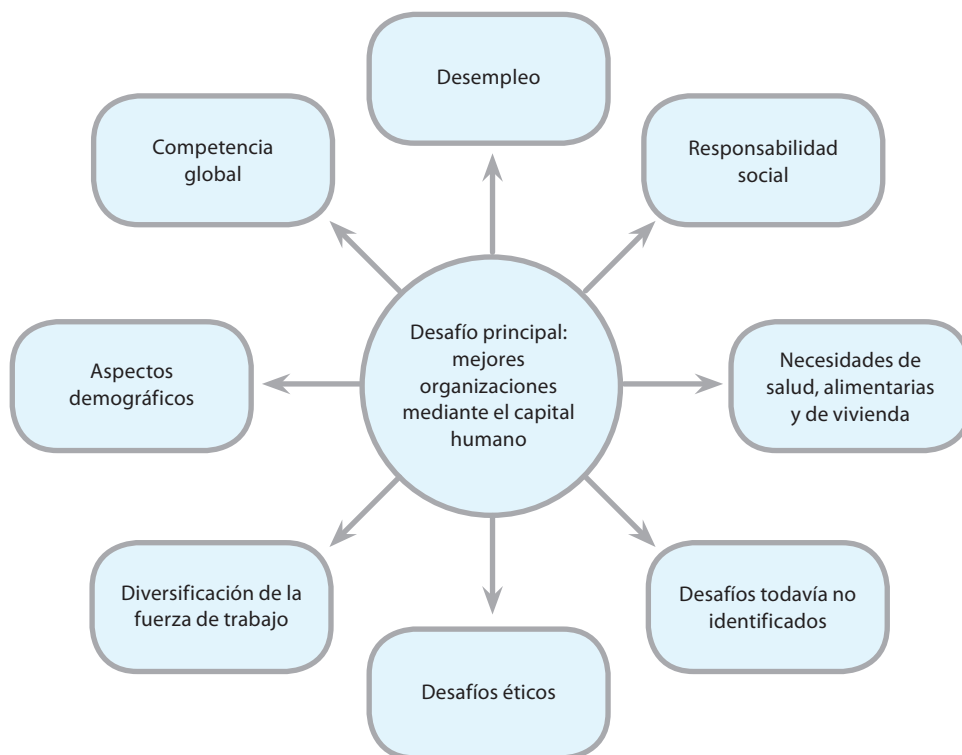 Desempleo
Competencia
global
Responsabilidad
social
Desafío principal:
mejores
organizaciones
mediante el capital
humano
Aspectos
demográficos
Necesidades de
salud, alimentarias
y de vivienda
Diversificación de la
fuerza de trabajo
Desafíos todavía no
identificados
Desafíos éticos